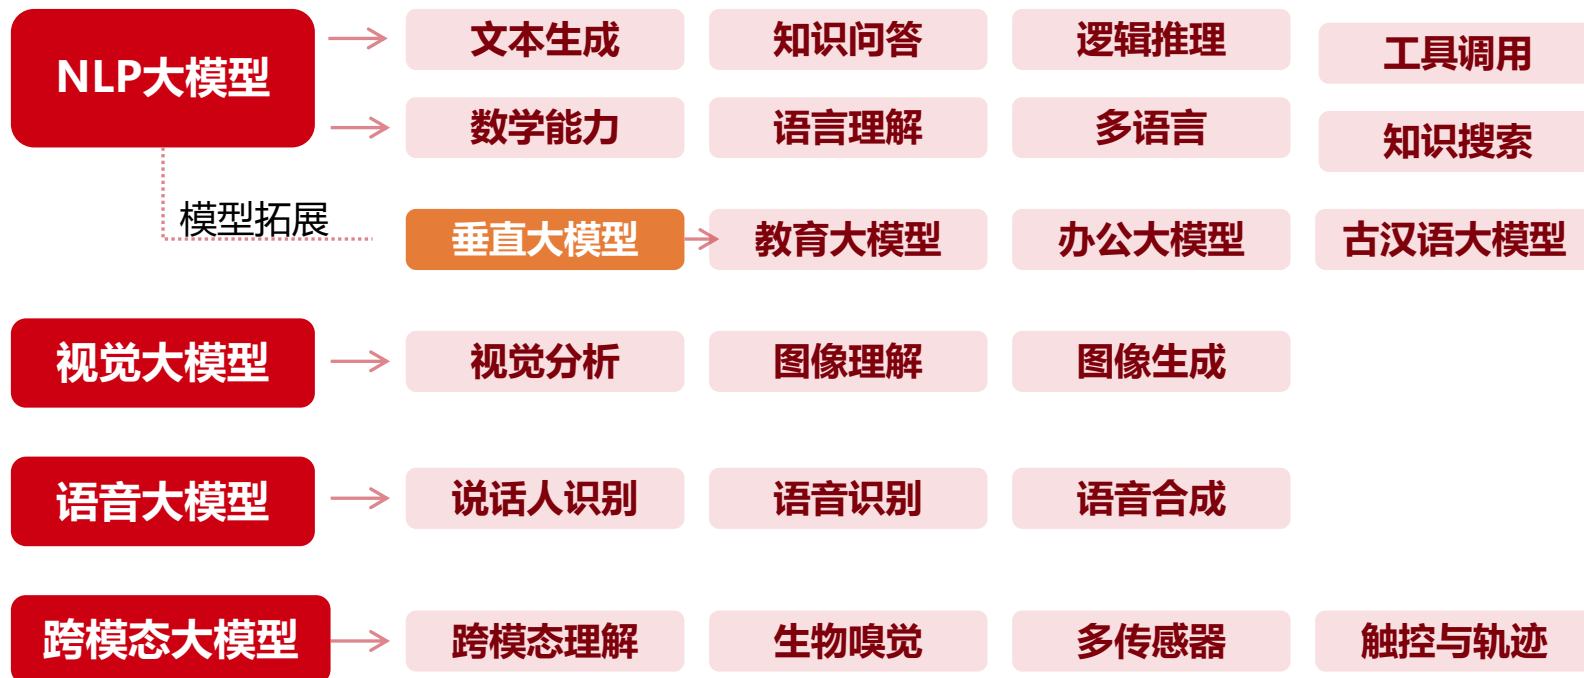 NLP大模型
文本生成
知识问答
逻辑推理
工具调用
数学能力
语言理解
多语言
知识搜索
模型拓展
垂直大模型
教育大模型
办公大模型
古汉语大模型
视觉大模型
视觉分析
图像理解
图像生成
语音大模型
说话人识别
语音识别
语音合成
跨模态大模型
跨模态理解
生物嗅觉
多传感器
触控与轨迹